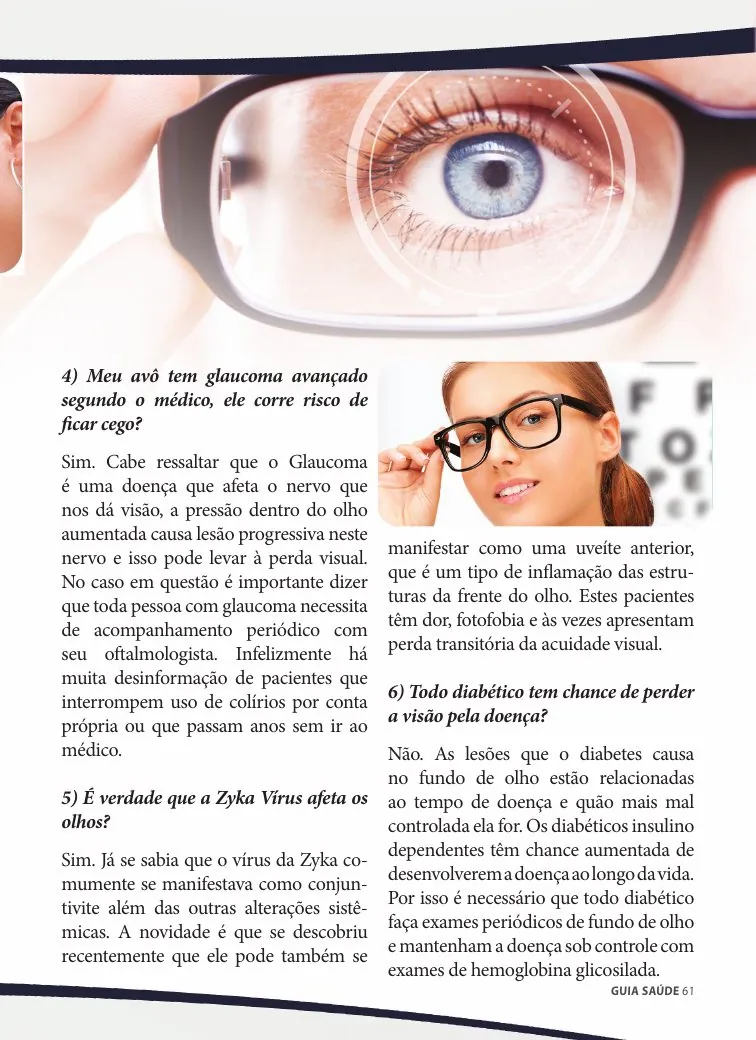 4) Meu avô tem glaucoma avançado
segundo o médico, ele corre risco de
ficar cego?
Sim. Cabe ressaltar que o Glaucoma
é uma doença que afeta o nervo que
nos dá visão, a pressão dentro do olho
aumentada causa lesão progressiva neste
nervo e isso pode levar à perda visual.
No caso em questão é importante dizer
que toda pessoa com glaucoma necessita
de acompanhamento periódico com
seu oftalmologista. Infelizmente há
muita desinformação de pacientes que
interrompem uso de colírios por conta
própria ou que passam anos sem ir ao
médico.
5) É verdade que a Zyka Vírus afeta os
olhos?
Sim. Já se sabia que o vírus da Zyka co-
mumente se manifestava como conjun-
tivite além das outras alterações sistê-
micas. A novidade é que se descobriu
recentemente que ele pode também se
F F
T O
P E
C F
manifestar como uma uveíte anterior,
que é um tipo de inflamação das estru-
turas da frente do olho. Estes pacientes
têm dor, fotofobia e às vezes apresentam
perda transitória da acuidade visual.
6) Todo diabético tem chance de perder
a visão pela doença?
Não. As lesões que o diabetes causa
no fundo de olho estão relacionadas
ao tempo de doença e quão mais mal
controlada ela for. Os diabéticos insulino
dependentes têm chance aumentada de
desenvolverem a doença ao longo da vida.
Por isso é necessário que todo diabético
faça exames periódicos de fundo de olho
e mantenham a doença sob controle com
exames de hemoglobina glicosilada.
GUIA SAÚDE 61